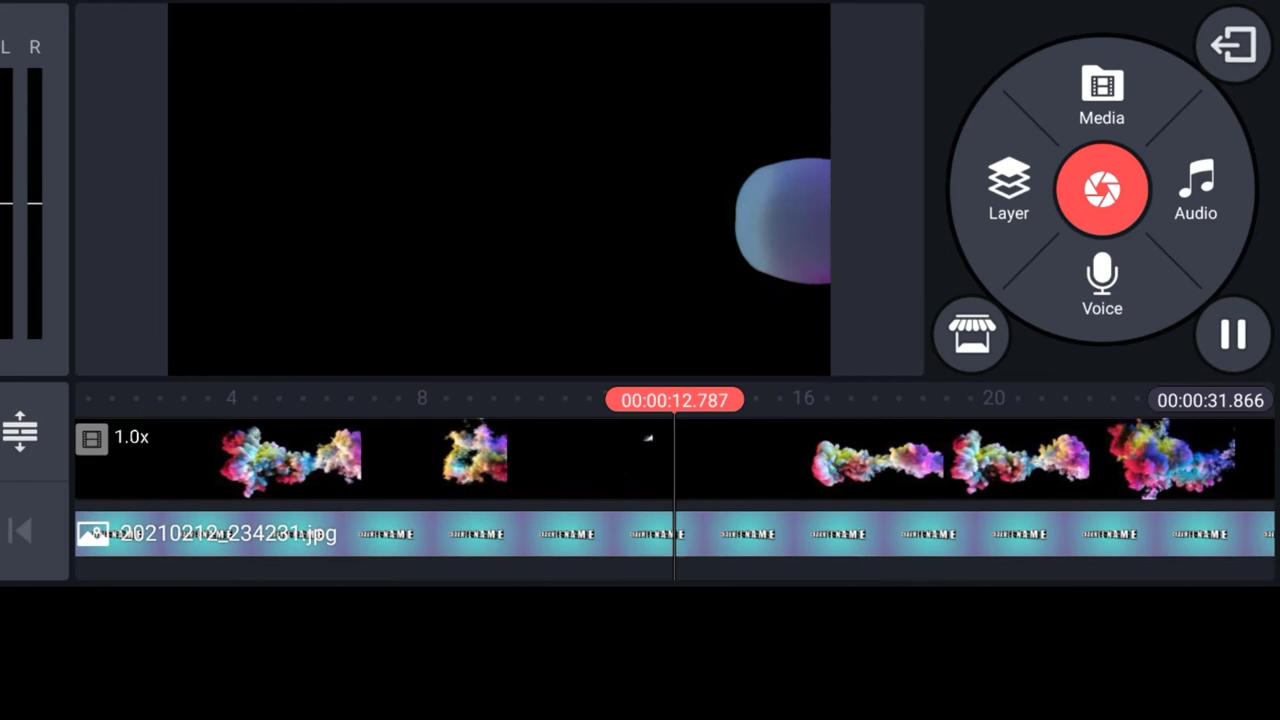 L R
Media
Layer
Audio
Voice
4 8 00:00:12.787 16 20 00:00:31.866
1.0x
20210212_234231.jpg